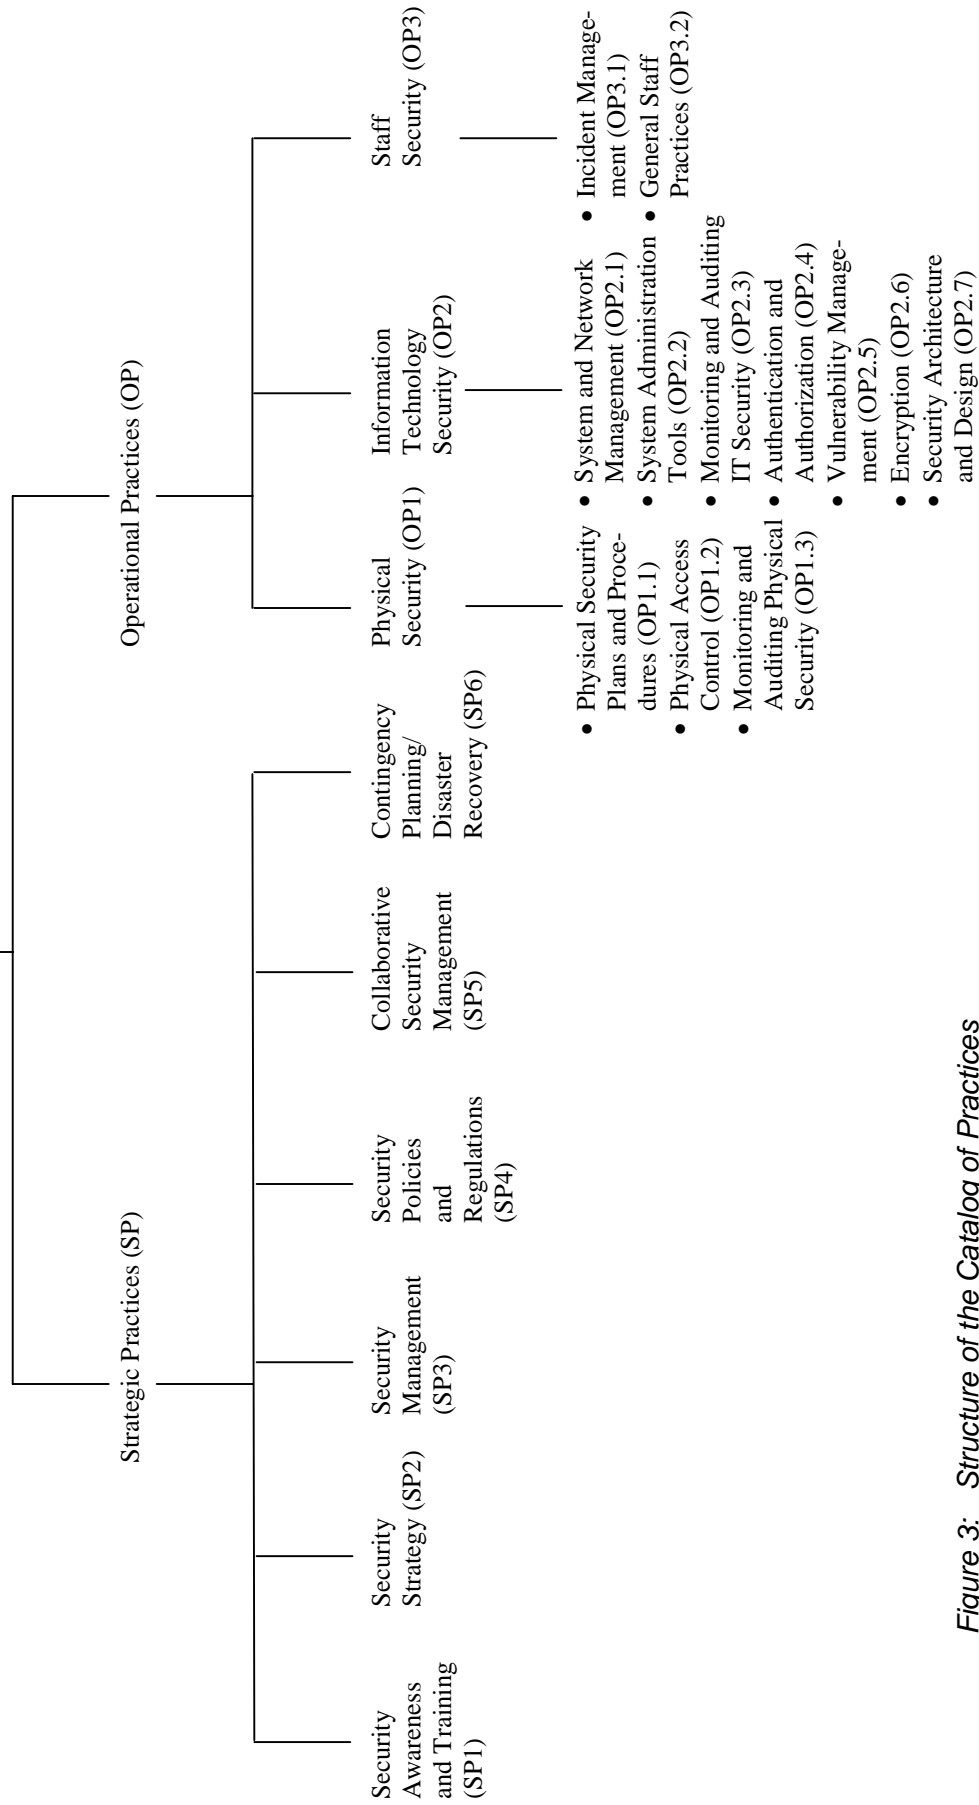 Strategic Practices (SP)
Operational Practices (OP)
Security
Awareness
and Training
(SP1)
Security
Strategy (SP2)
Security
Management
(SP3)
Security
Policies
and
Regulations
(SP4)
Collaborative
Security
Management
(SP5)
Contingency
Planning/
Disaster
Recovery (SP6)
Physical
Security (OP1)
Information
Technology
Security (OP2)
Staff
Security (OP3)
• Physical Security
Plans and Proce-
dures (OP1.1)
• Physical Access
Control (OP1.2)
• Monitoring and
Auditing Physical
Security (OP1.3)
• System and Network
Management (OP2.1)
• System Administration
Tools (OP2.2)
• Monitoring and Auditing
IT Security (OP2.3)
• Authentication and
Authorization (OP2.4)
• Vulnerability Manage-
ment (OP2.5)
• Encryption (OP2.6)
• Security Architecture
and Design (OP2.7)
• Incident Manage-
ment (OP3.1)
• General Staff
Practices (OP3.2)
Figure 3: Structure of the Catalog of Practices